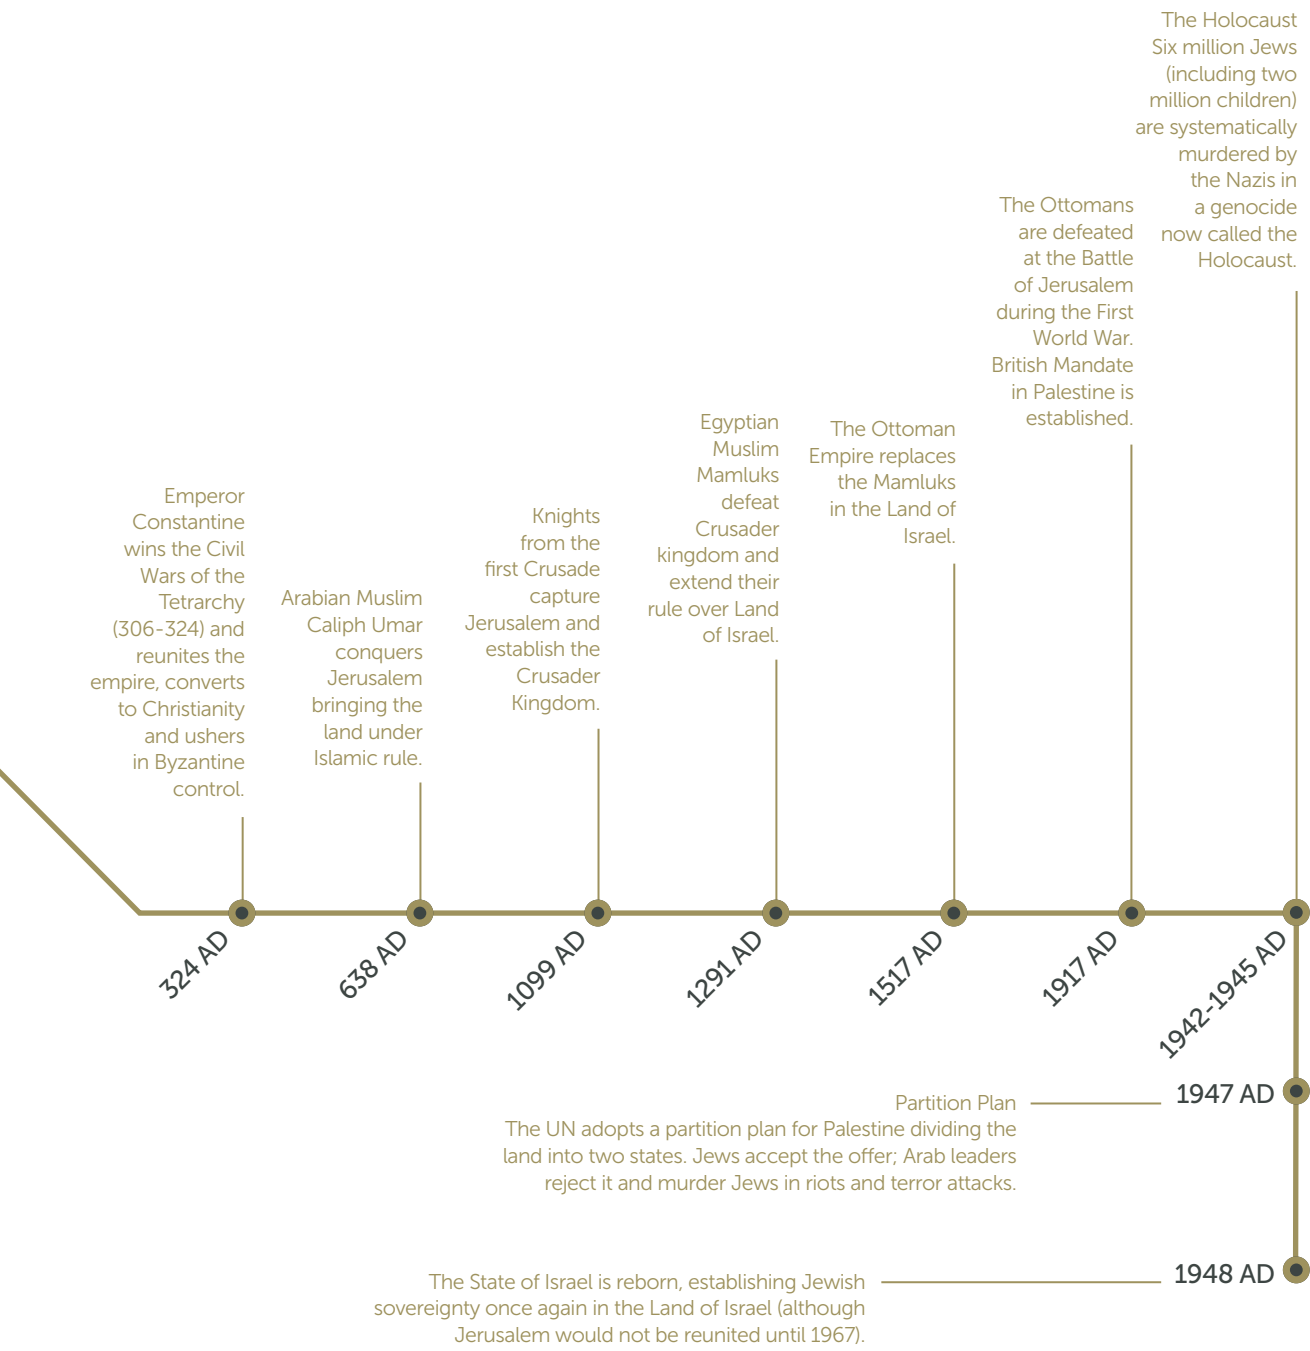 Emperor
Constantine
wins the Civil
Wars of the
Tetrarchy
(306-324) and
reunites the
empire, converts
to Christianity
and ushers
in Byzantine
control.
324 AD
Arabian Muslim
Caliph Umar
conquers
Jerusalem
bringing the
land under
Islamic rule.
638 AD
Knights
from the
first Crusade
capture
Jerusalem and
establish the
Crusader
Kingdom.
1099 AD
Egyptian
Muslim
Mamluks
defeat
Crusader
kingdom and
extend their
rule over Land
of Israel.
1291 AD
The Ottoman
Empire replaces
the Mamluks
in the Land of
Israel.
1517 AD
The Ottomans
are defeated
at the Battle
of Jerusalem
during the First
World War.
British Mandate
in Palestine is
established.
1917 AD
The Holocaust
Six million Jews
(including two
million children)
are systematically
murdered by
the Nazis in
a genocide
now called the
Holocaust.
1942-1945 AD
Partition Plan
The UN adopts a partition plan for Palestine dividing the
land into two states. Jews accept the offer; Arab leaders
reject it and murder Jews in riots and terror attacks.
1947 AD
The State of Israel is reborn, establishing Jewish
sovereignty once again in the Land of Israel (although
Jerusalem would not be reunited until 1967).
1948 AD